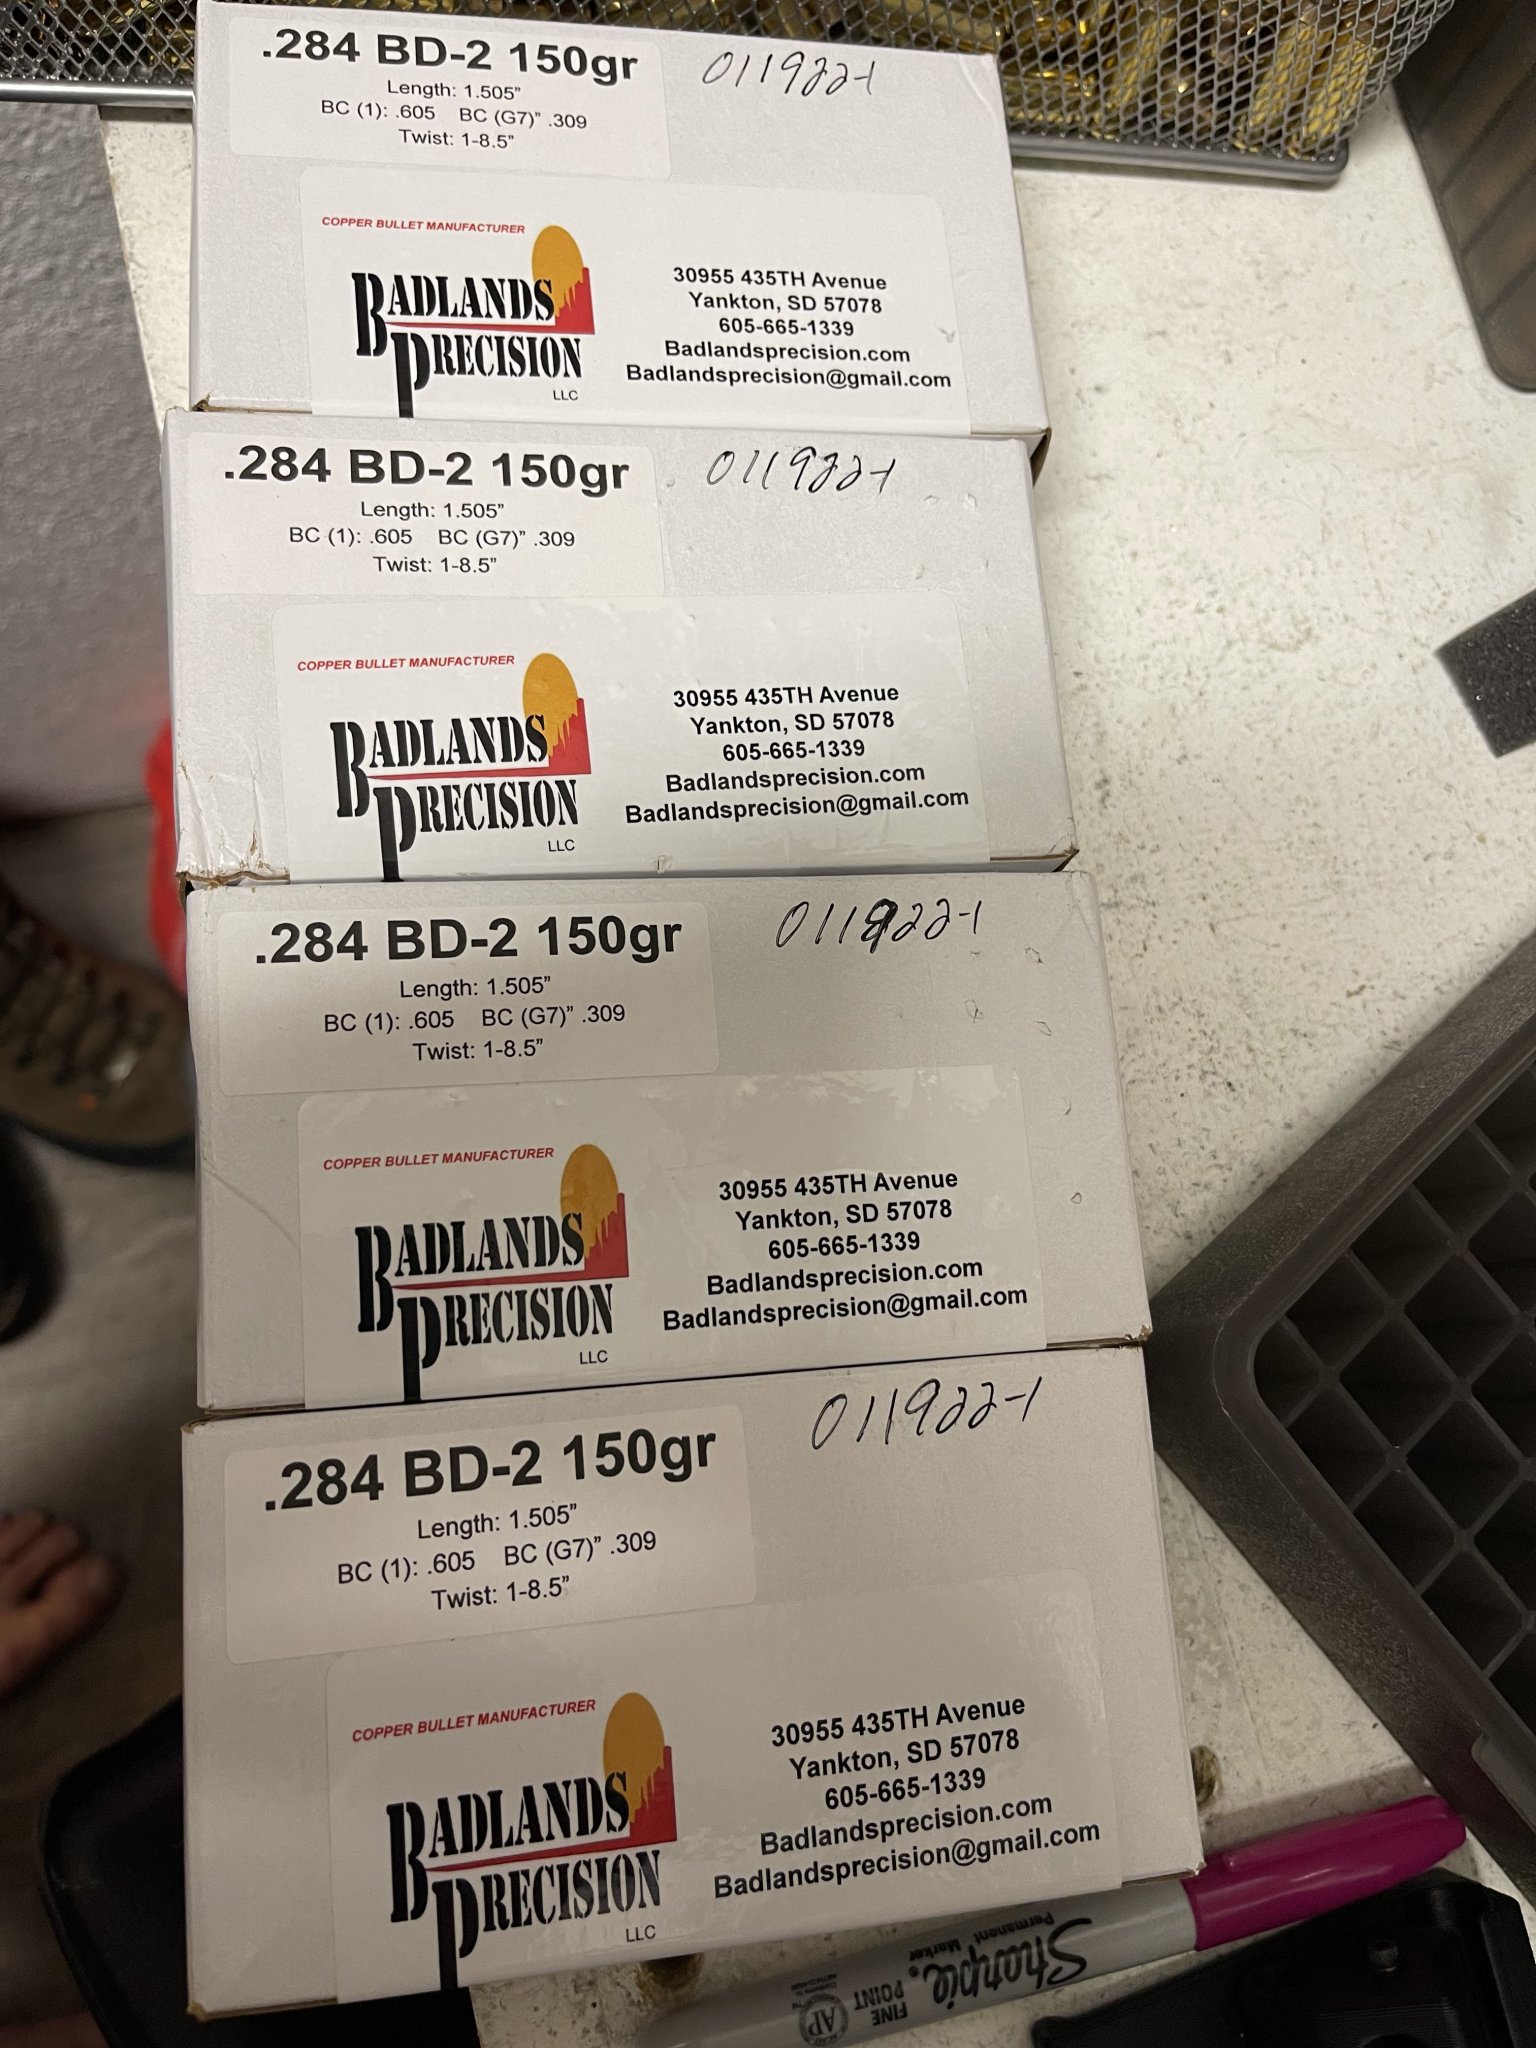 .284 BD-2 150gr
011922-1
Length: 1.505”
BC (1): .605 BC (G7)” .309
Twist: 1-8.5”
COPPER BULLET MANUFACTURER
BADLANDS
PRECISION
LLC
30955 435TH Avenue
Yankton, SD 57078
605-665-1339
Badlandsprecision.com
Badlandsprecision@gmail.com
.284 BD-2 150gr
011922-1
Length: 1.505”
BC (1): .605 BC (G7)” .309
Twist: 1-8.5”
COPPER BULLET MANUFACTURER
BADLANDS
PRECISION
LLC
30955 435TH Avenue
Yankton, SD 57078
605-665-1339
Badlandsprecision.com
Badlandsprecision@gmail.com
.284 BD-2 150gr
011922-1
Length: 1.505”
BC (1): .605 BC (G7)” .309
Twist: 1-8.5”
COPPER BULLET MANUFACTURER
BADLANDS
PRECISION
LLC
30955 435TH Avenue
Yankton, SD 57078
605-665-1339
Badlandsprecision.com
Badlandsprecision@gmail.com
.284 BD-2 150gr
011922-1
Length: 1.505”
BC (1): .605 BC (G7)” .309
Twist: 1-8.5”
COPPER BULLET MANUFACTURER
BADLANDS
PRECISION
LLC
30955 435TH Avenue
Yankton, SD 57078
605-665-1339
Badlandsprecision.com
Badlandsprecision@gmail.com
Sharpie®
Permanent
Marker
FINE
POINT
AP